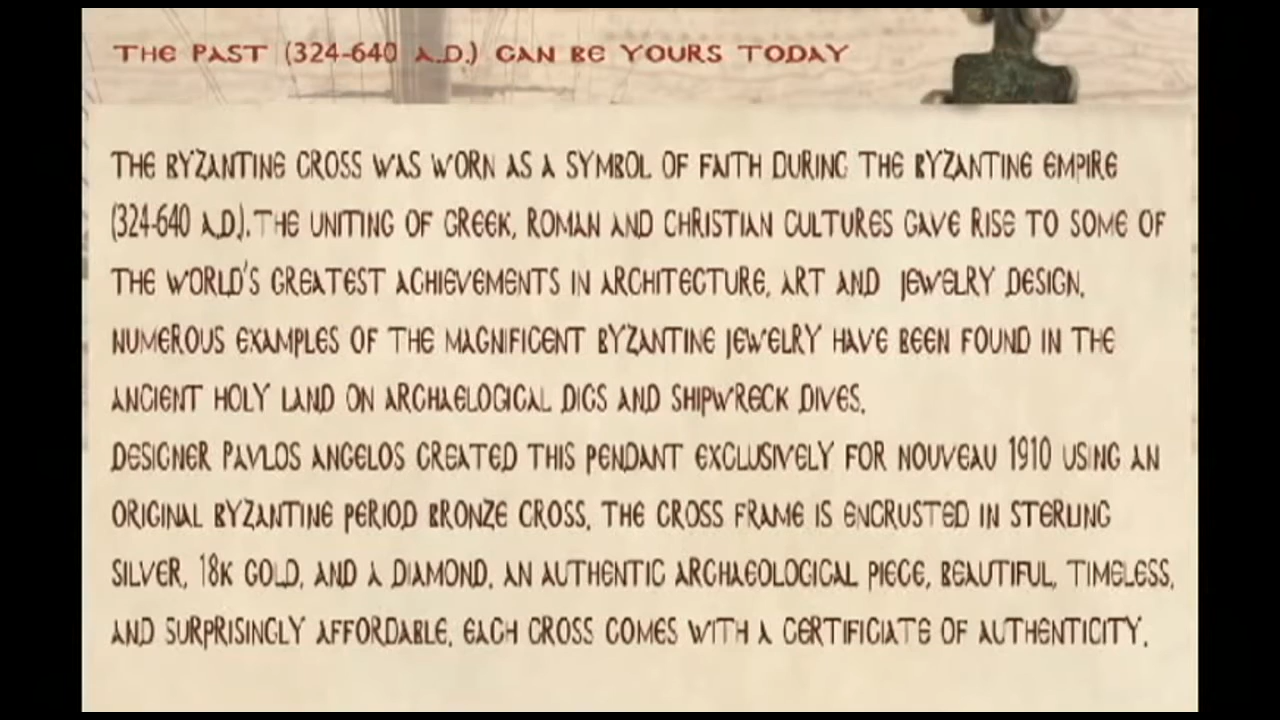 THE PAST (324-640 A.D.) CAN BE YOURS TODAY
THE BYZANTINE CROSS WAS WORN AS A SYMBOL OF FAITH DURING THE BYZANTINE EMPIRE
(324-640 A.D.). THE UNITING OF GREEK, ROMAN AND CHRISTIAN CULTURES GAVE RISE TO SOME OF
THE WORLD'S GREATEST ACHIEVEMENTS IN ARCHITECTURE, ART AND JEWELRY DESIGN.
NUMEROUS EXAMPLES OF THE MAGNIFICENT BYZANTINE JEWELRY HAVE BEEN FOUND IN THE
ANCIENT HOLY LAND ON ARCHAELOGICAL DIGS AND SHIPWRECK DIVES.
DESIGNER PAVLOS ANGELOS CREATED THIS PENDANT EXCLUSIVELY FOR NOUVEAU 1910 USING AN
ORIGINAL BYZANTINE PERIOD BRONZE CROSS. THE CROSS FRAME IS ENCRUSTED IN STERLING
SILVER, 18K GOLD, AND A DIAMOND. AN AUTHENTIC ARCHAEOLOGICAL PIECE, BEAUTIFUL, TIMELESS,
AND SURPRISINGLY AFFORDABLE. EACH CROSS COMES WITH A CERTIFICIATE OF AUTHENTICITY.